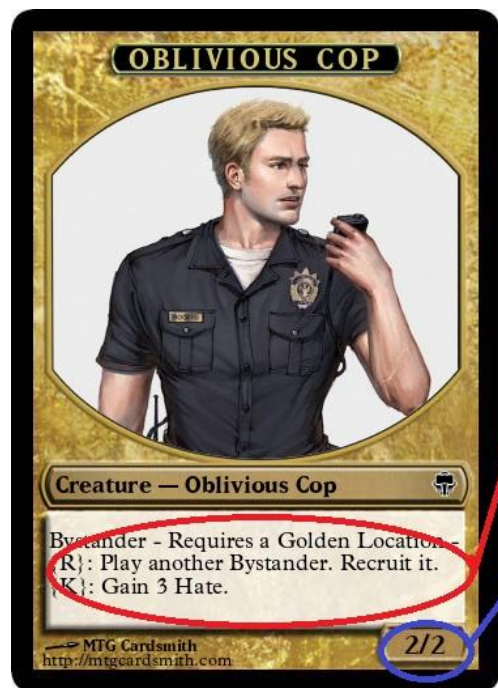 OBLIVIOUS COP
Creature — Oblivious Cop
Bystander - Requires a Golden Location -
{R}: Play another Bystander. Recruit it.
{K}: Gain 3 Hate.
2/2
MTG Cardsmith
http://mtgcardsmith.com